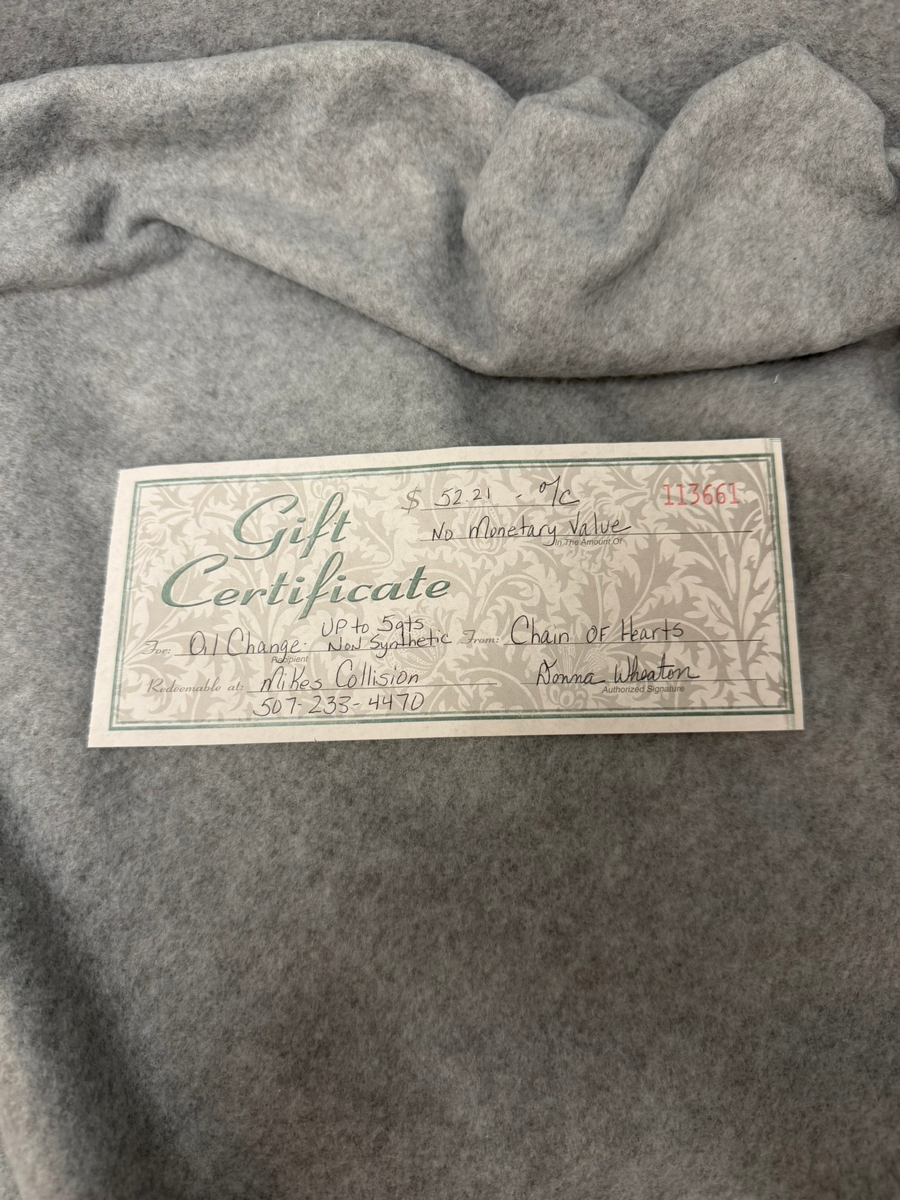 $ 52.21 - O/C
113661
No Monetary Value
In The Amount Of
Gift
Certificate
UP to 5qts
For: Oil Change. Non Synthetic From: Chain OF Hearts
Recipient
Redeemable at: Mikes Collision Donna Wheaton
Authorized Signature
507-233-4470